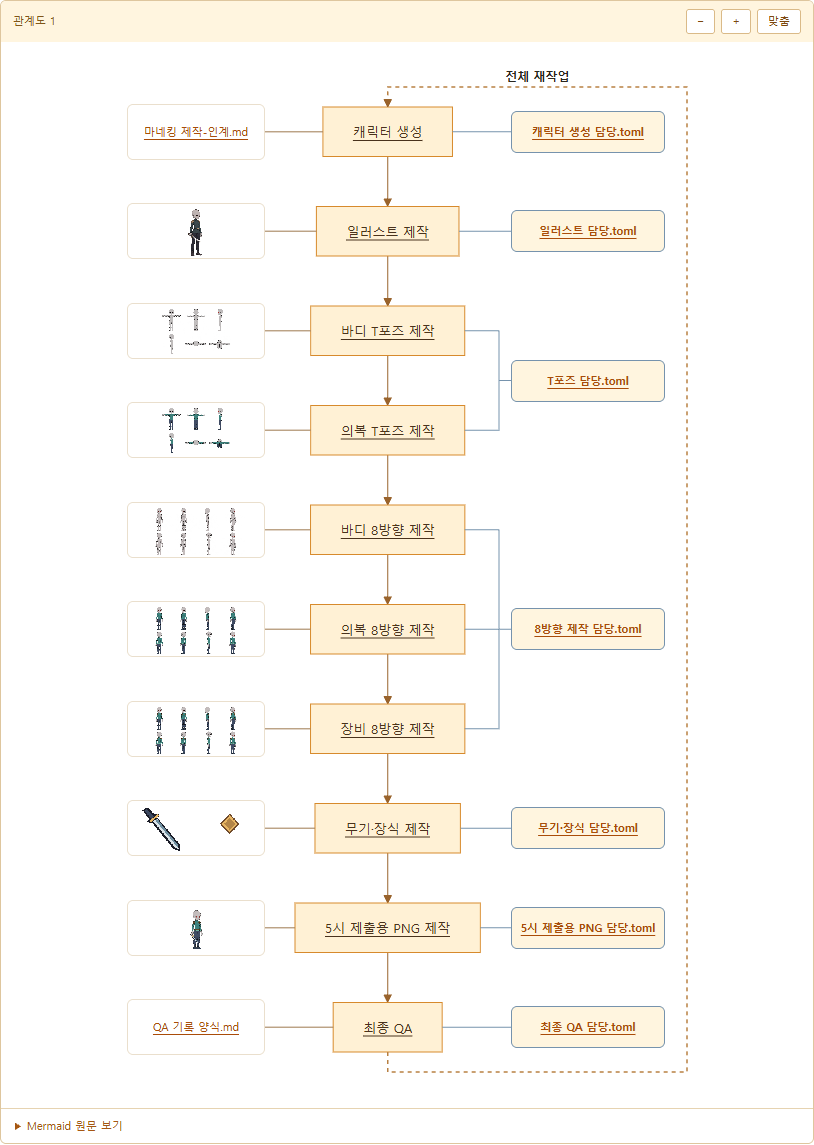 관계도 1
−
+
맞춤
전체 재작업
마네킹 제작-인계.md
캐릭터 생성
캐릭터 생성 담당.toml
일러스트 제작
일러스트 담당.toml
바디 T포즈 제작
T포즈 담당.toml
의복 T포즈 제작
바디 8방향 제작
의복 8방향 제작
8방향 제작 담당.toml
장비 8방향 제작
무기·장식 제작
무기·장식 담당.toml
5시 제출용 PNG 제작
5시 제출용 PNG 담당.toml
QA 기록 양식.md
최종 QA
최종 QA 담당.toml
▶ Mermaid 원문 보기